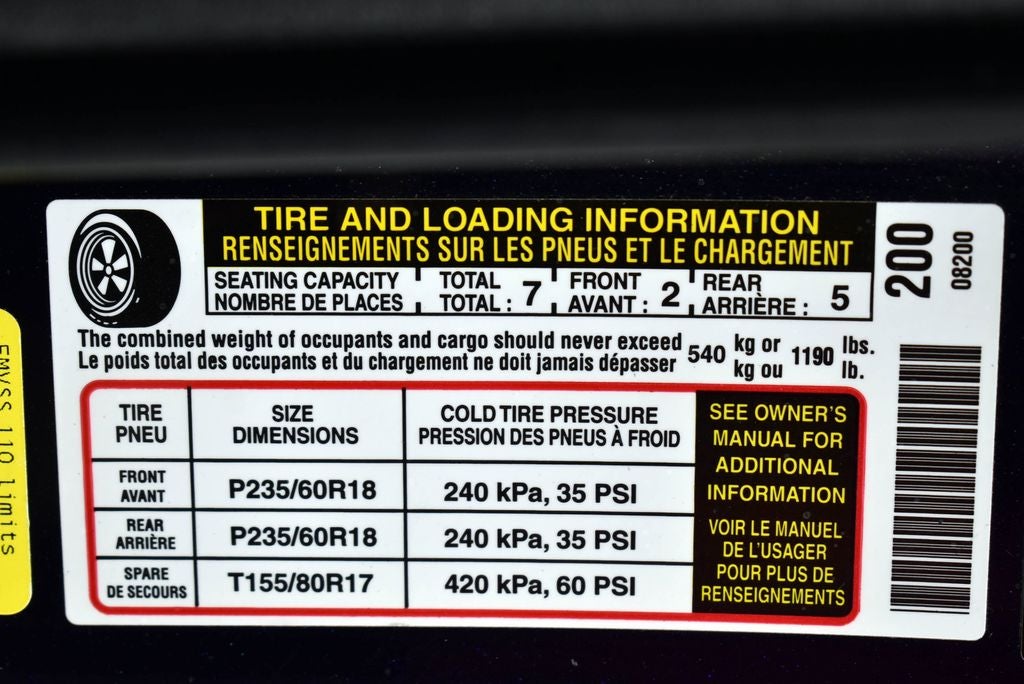 TIRE AND LOADING INFORMATION
RENSEIGNEMENTS SUR LES PNEUS ET LE CHARGEMENT
SEATING CAPACITY TOTAL FRONT REAR
NOMBRE DE PLACES TOTAL : 7 AVANT : 2 ARRIÈRE : 5
The combined weight of occupants and cargo should never exceed 540 kg or 1190 lbs.
Le poids total des occupants et du chargement ne doit jamais dépasser kg ou lb.
TIRE SIZE COLD TIRE PRESSURE
PNEU DIMENSIONS PRESSION DES PNEUS À FROID
FRONT
AVANT P235/60R18 240 kPa, 35 PSI
REAR
ARRIÈRE P235/60R18 240 kPa, 35 PSI
SPARE
DE SECOURS T155/80R17 420 kPa, 60 PSI
SEE OWNER'S
MANUAL FOR
ADDITIONAL
INFORMATION
VOIR LE MANUEL
DE L'USAGER
POUR PLUS DE
RENSEIGNEMENTS
200
08200
FMVSS 110 limits